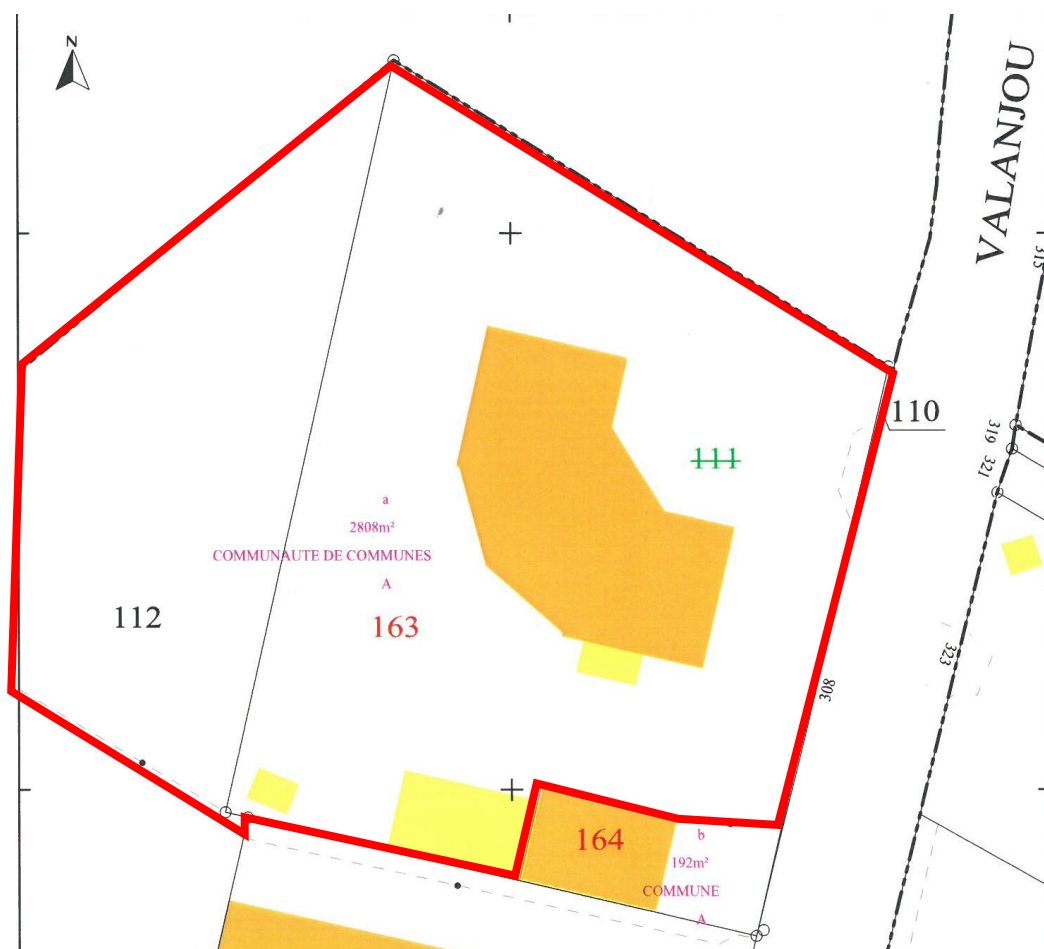 N
VALANJOU
315
110
319
321
111
a
2808m²
COMMUNAUTE DE COMMUNES
A
112
163
323
308
164
b
192m²
COMMUNE
A